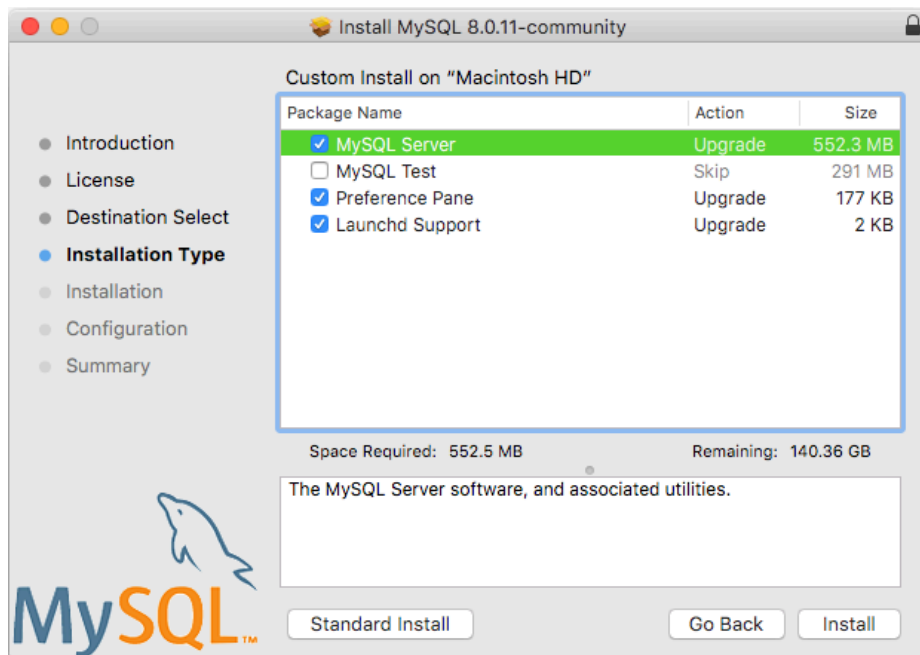 Install MySQL 8.0.11-community
Custom Install on “Macintosh HD”
Introduction
License
Destination Select
Installation Type
Installation
Configuration
Summary
Package Name Action Size
MySQL Server Upgrade 552.3 MB
MySQL Test Skip 291 MB
Preference Pane Upgrade 177 KB
Launchd Support Upgrade 2 KB
Space Required: 552.5 MB Remaining: 140.36 GB
The MySQL Server software, and associated utilities.
MySQL™
Standard Install Go Back Install